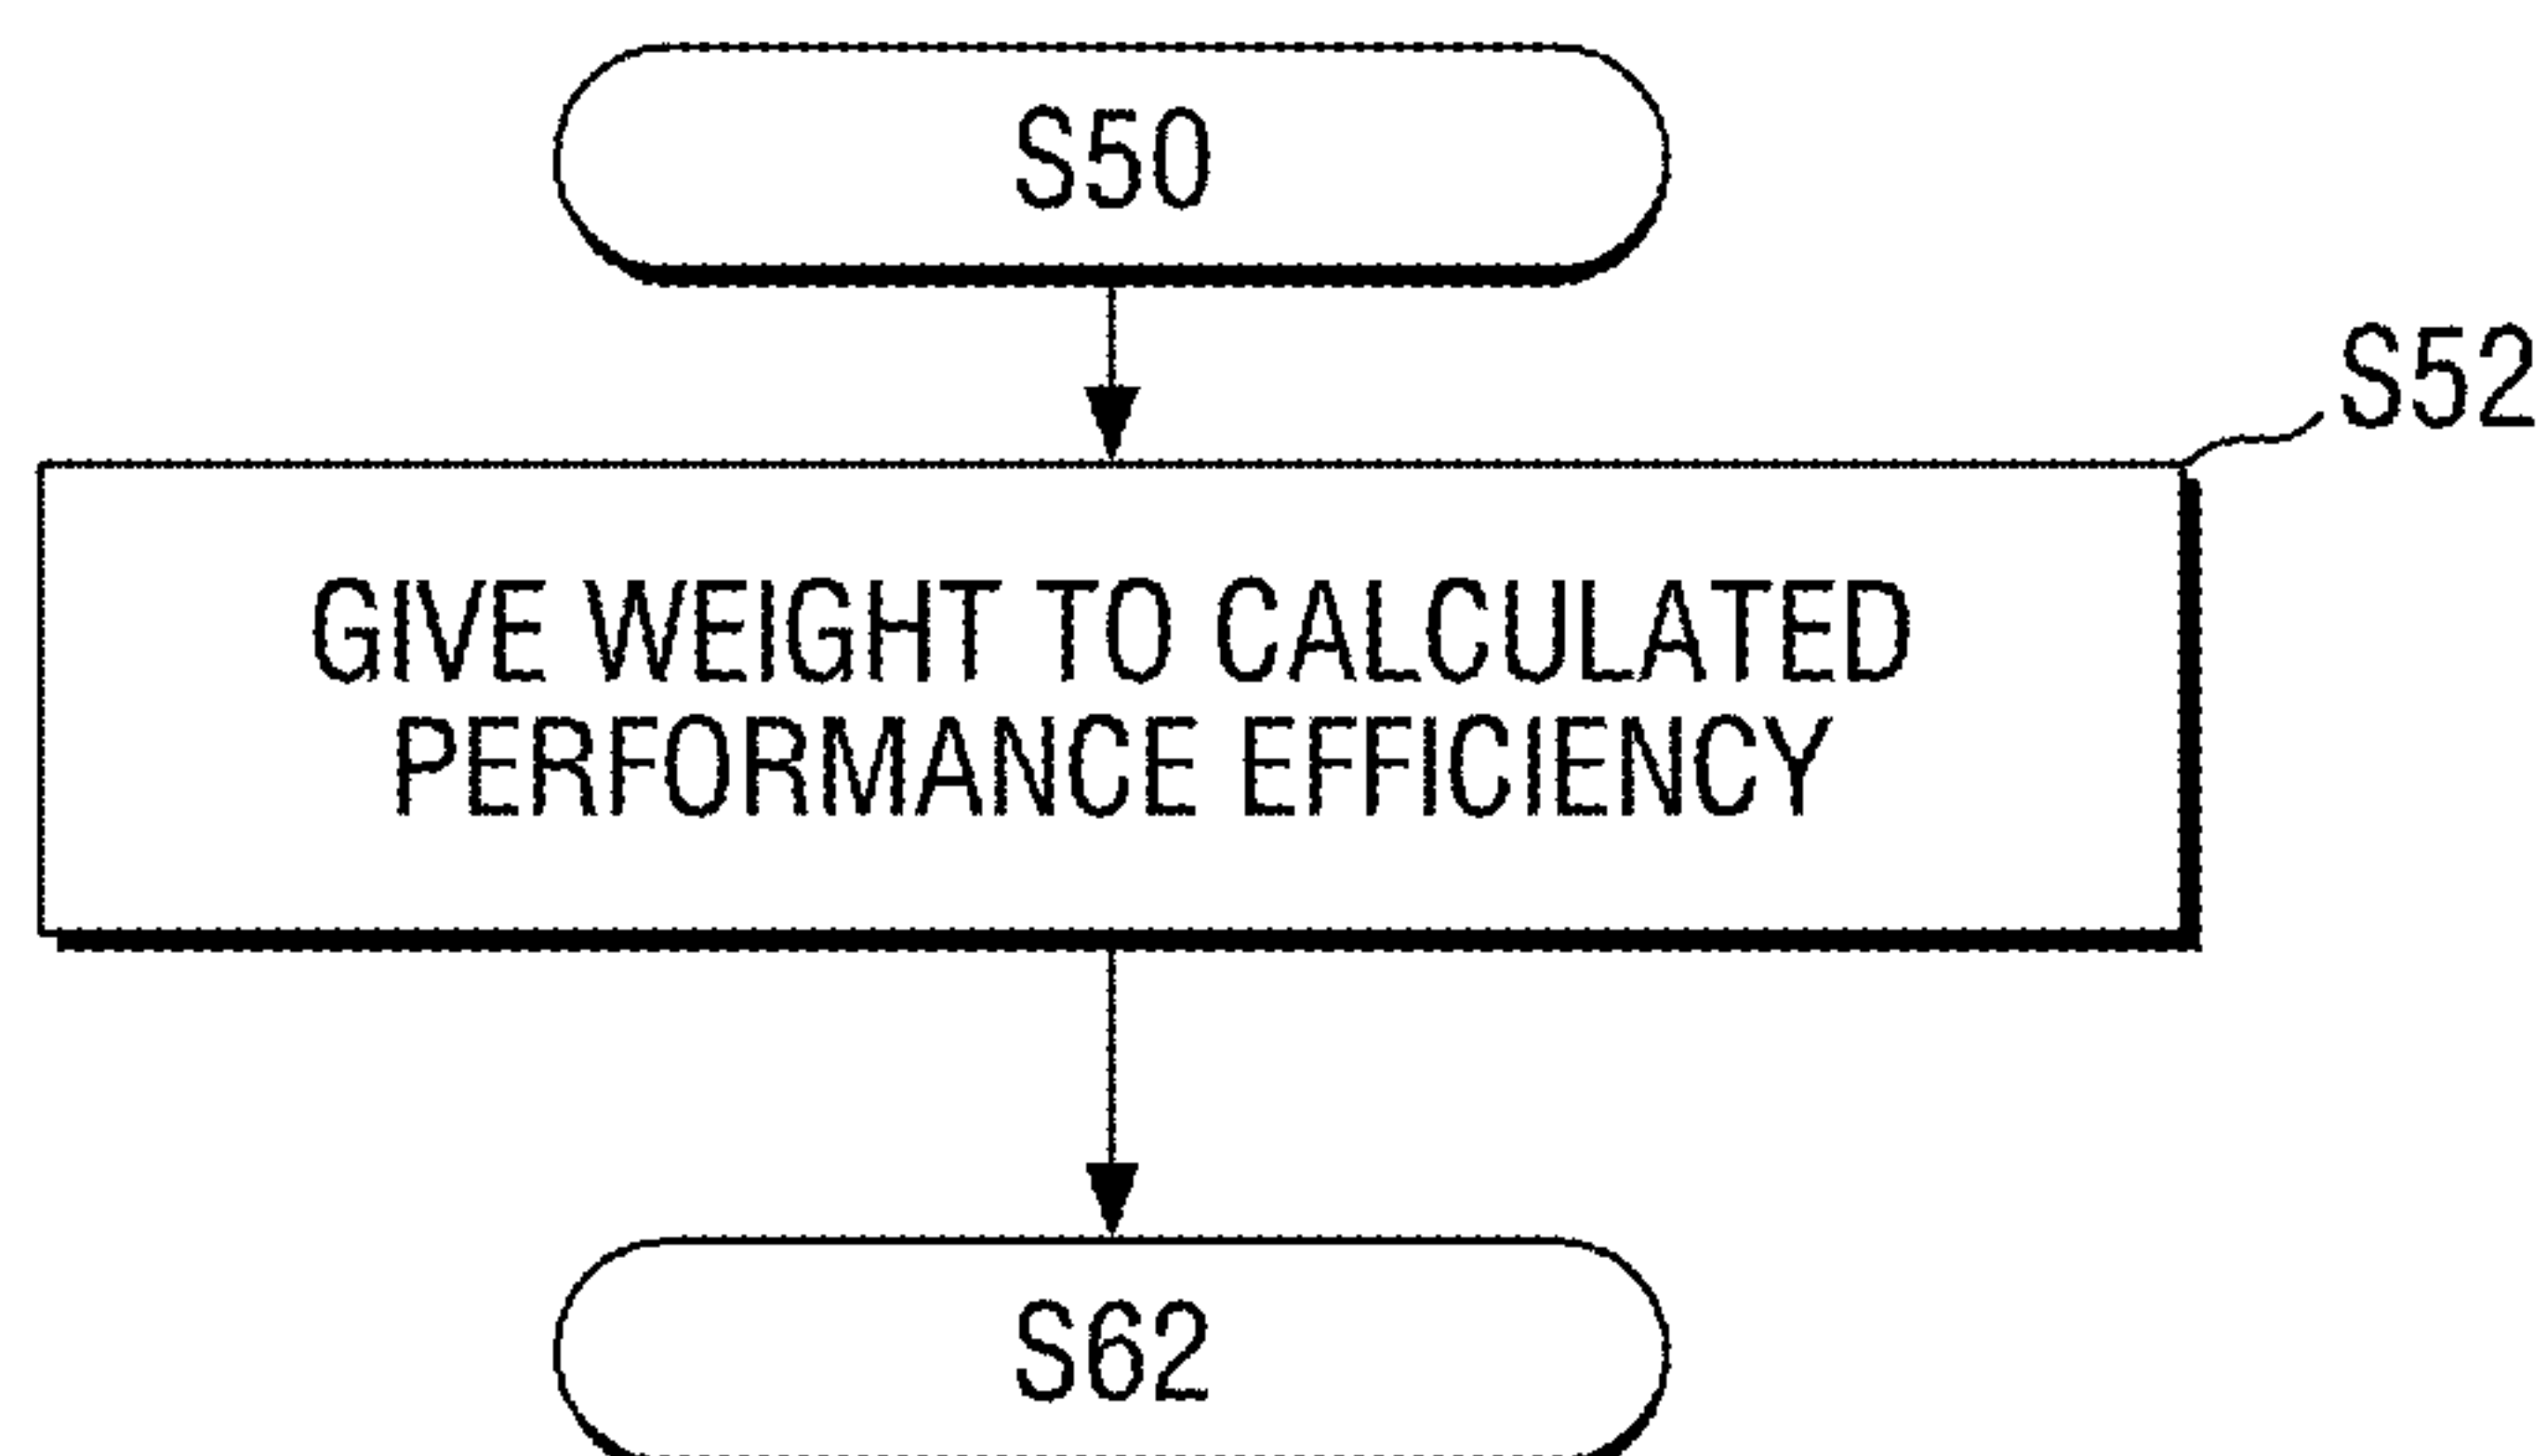 S50
S52
GIVE WEIGHT TO CALCULATED
PERFORMANCE EFFICIENCY
S62